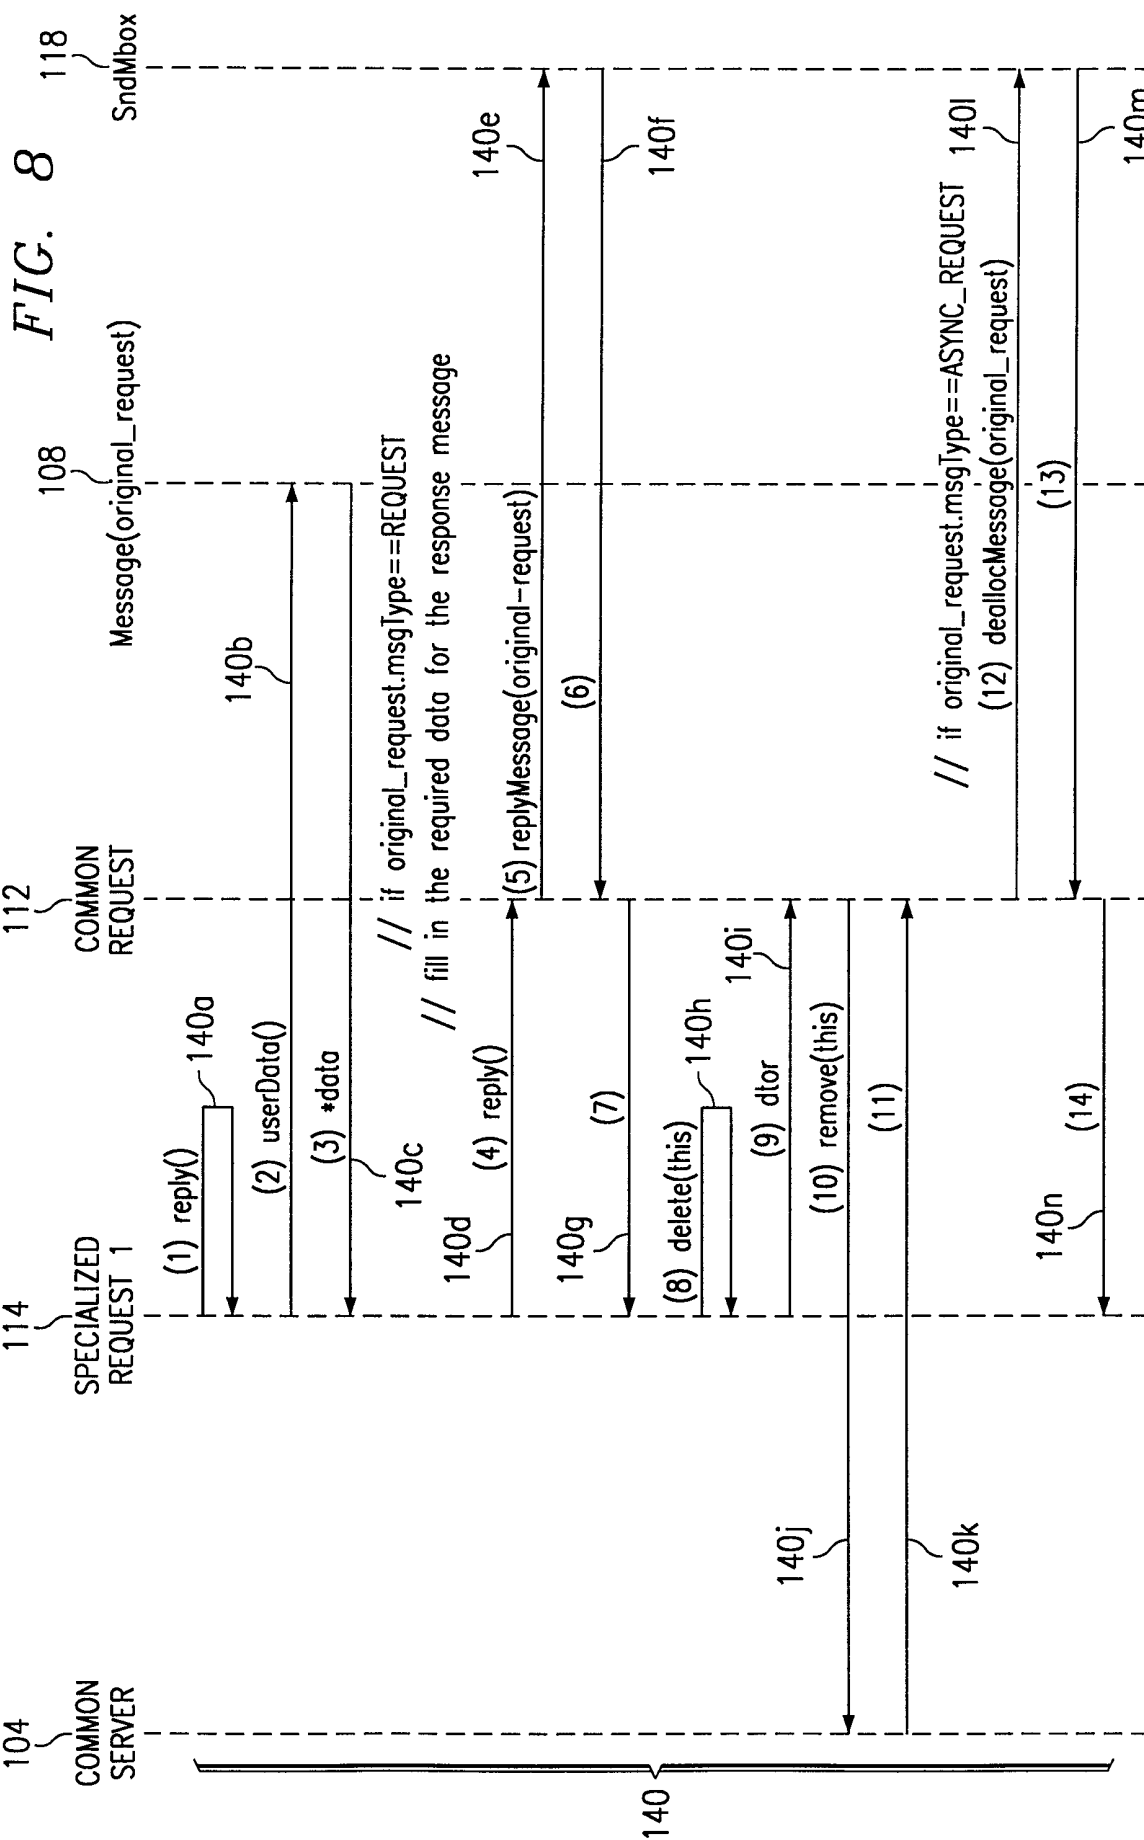 FIG. 8
104
COMMON
SERVER
114
SPECIALIZED
REQUEST 1
112
COMMON
REQUEST
108
Message(original_request)
118
SndMbox
140
(1) reply()
140a
(2) userData()
140b
(3) *data
140c
// if original_request.msgType==REQUEST
// fill in the required data for the response message
140d
(4) reply()
(5) replyMessage(original-request)
140e
(6)
140f
140g
(7)
(8) delete(this)
140h
(9) dtor
140i
140j
(10) remove(this)
(11)
140k
// if original_request.msgType==ASYNC_REQUEST
(12) deallocMessage(original_request)
140l
(13)
140m
140n
(14)